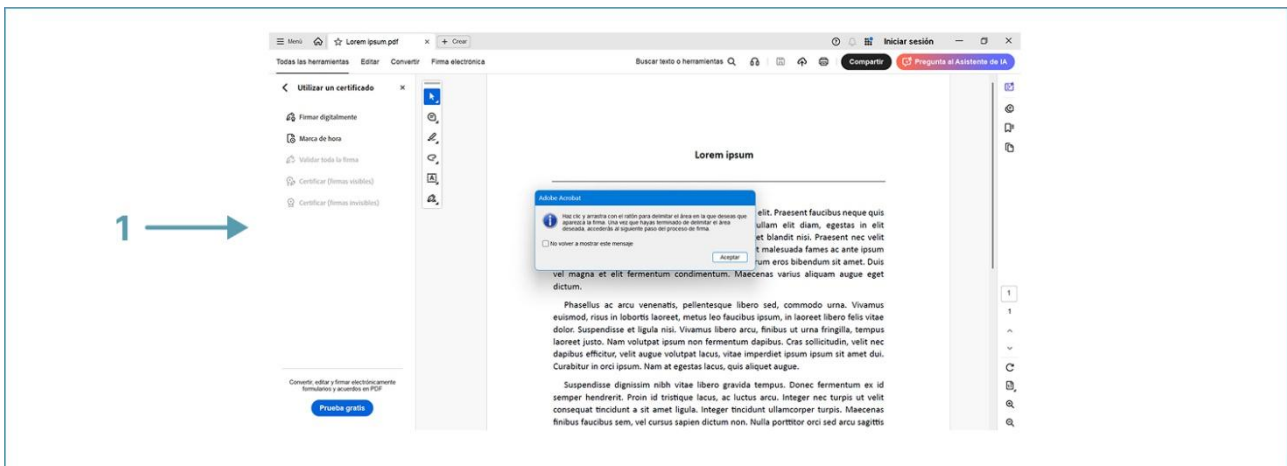 Menú
Lorem ipsum.pdf
+ Crear
Iniciar sesión
Todas las herramientas Editar Convertir Firma electrónica
Buscar texto o herramientas
Compartir
Pregunta al Asistente de IA
Utilizar un certificado
Firmar digitalmente
Marca de hora
Validar toda la firma
Certificar (firmas visibles)
Certificar (firmas invisibles)
1
Convertir, editar y firmar electrónicamente
formularios y acuerdos en PDF
Prueba gratis
Lorem ipsum
Adobe Acrobat
Haz clic y arrastra con el ratón para delimitar el área en la que deseas que
aparezca la firma. Una vez que hayas terminado de delimitar el área
deseada, accederás al siguiente paso del proceso de firma.
No volver a mostrar este mensaje
Aceptar
elit. Praesent faucibus neque quis
ullam elit diam, egestas in elit
et blandit nisi. Praesent nec velit
t malesuada fames ac ante ipsum
rum eros bibendum sit amet. Duis
vel magna et elit fermentum condimentum. Maecenas varius aliquam augue eget
dictum.
Phasellus ac arcu venenatis, pellentesque libero sed, commodo urna. Vivamus
euismod, risus in lobortis laoreet, metus leo faucibus ipsum, in laoreet libero felis vitae
dolor. Suspendisse et ligula nisi. Vivamus libero arcu, finibus ut urna fringilla, tempus
laoreet justo. Nam volutpat ipsum non fermentum dapibus. Cras sollicitudin, velit nec
dapibus efficitur, velit augue volutpat lacus, vitae imperdiet ipsum ipsum sit amet dui.
Curabitur in orci ipsum. Nam at egestas lacus, quis aliquet augue.
Suspendisse dignissim nibh vitae libero gravida tempus. Donec fermentum ex id
semper hendrerit. Proin id tristique lacus, ac luctus arcu. Integer nec turpis ut velit
consequat tincidunt a sit amet ligula. Integer tincidunt ullamcorper turpis. Maecenas
finibus faucibus sem, vel cursus sapien dictum non. Nulla porttitor orci sed arcu sagittis
1
1